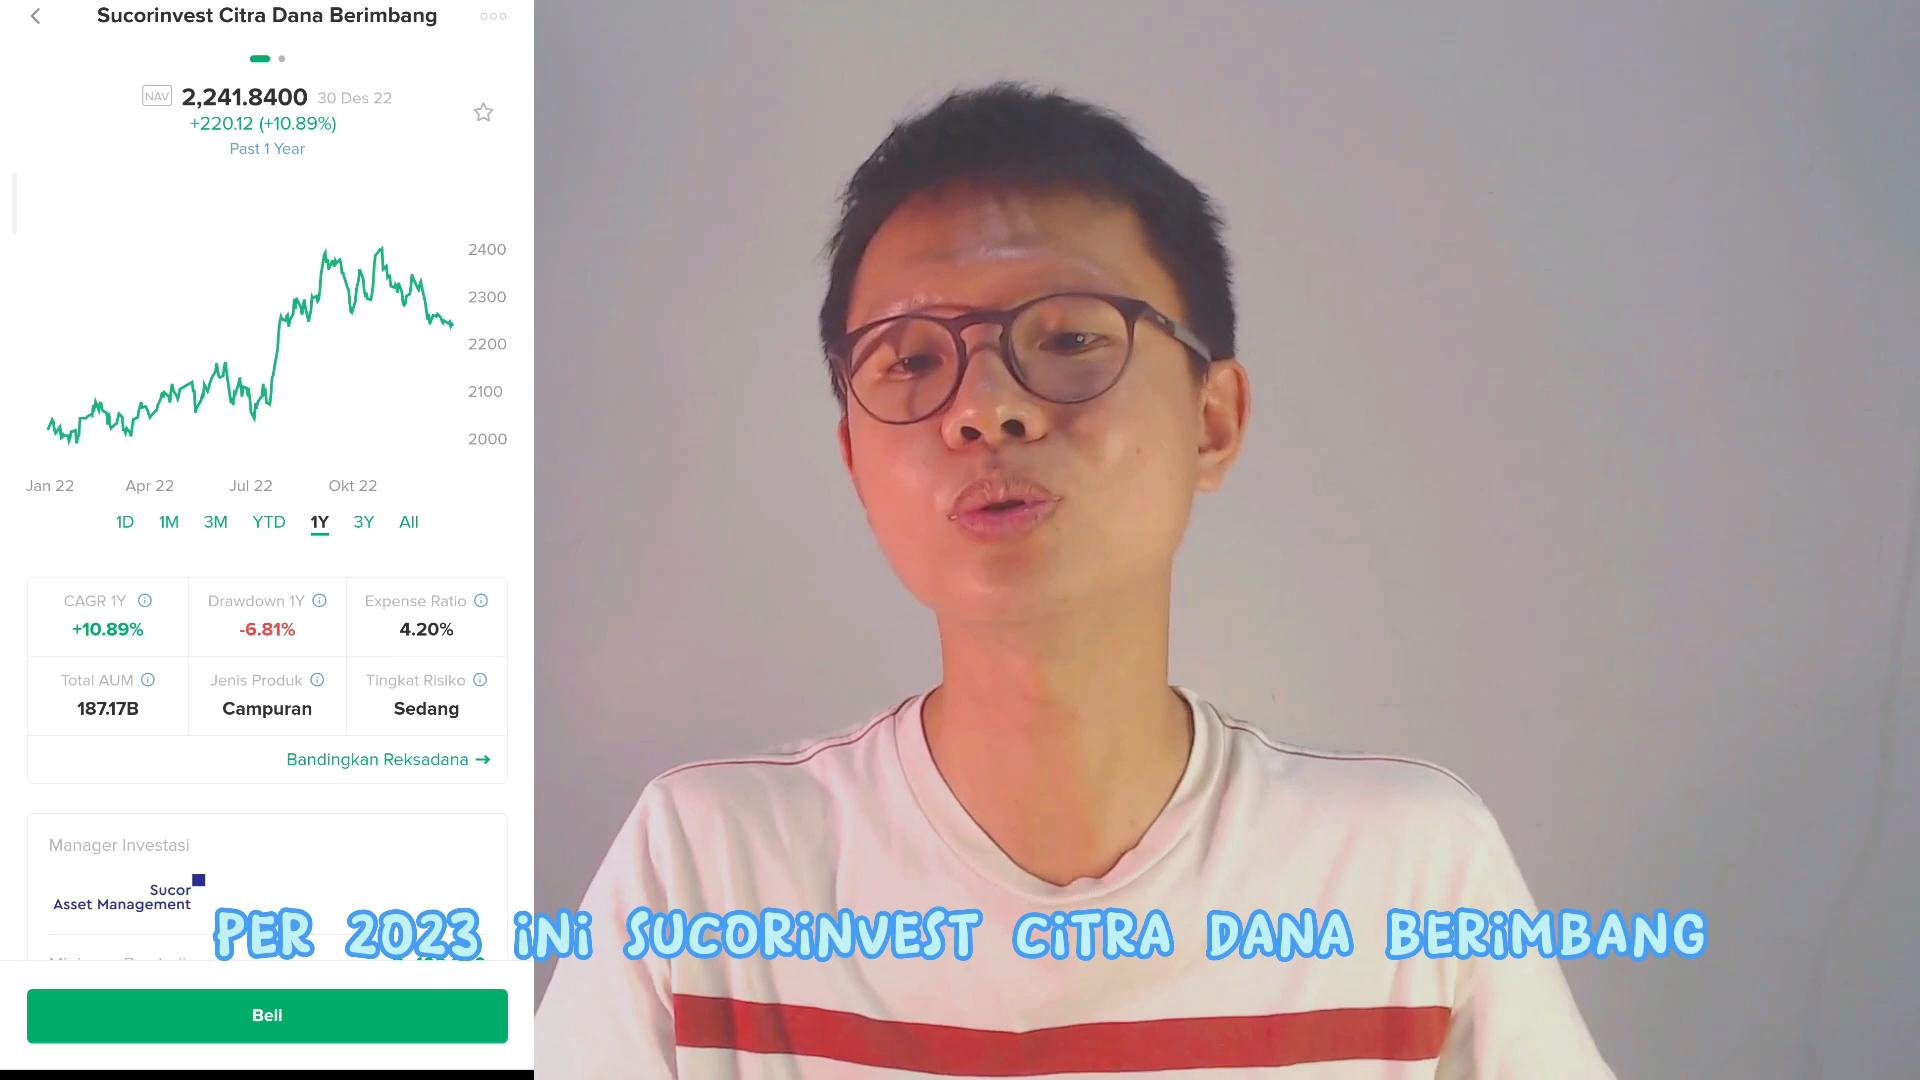 Sucorinvest Citra Dana Berimbang
NAV 2,241.8400 30 Des 22
+220.12 (+10.89%)
Past 1 Year
2400
2300
2200
2100
2000
Jan 22 Apr 22 Jul 22 Okt 22
1D 1M 3M YTD 1Y 3Y All
CAGR 1Y Drawdown 1Y Expense Ratio
+10.89% -6.81% 4.20%
Total AUM Jenis Produk Tingkat Risiko
187.17B Campuran Sedang
Bandingkan Reksadana →
Manager Investasi
Sucor
Asset Management
PER 2023 INI SUCORINVEST CITRA DANA BERIMBANG
Beli